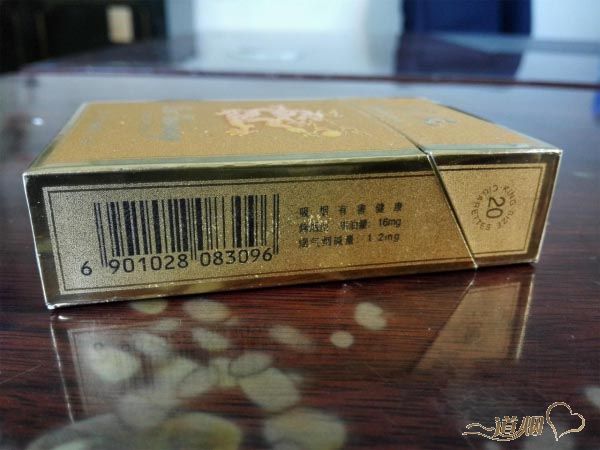 吸烟有害健康
焦油量: 16mg
烟气烟碱量: 1.2mg
6 901028 083096
KING SIZE CIGARETTES
20
道烟